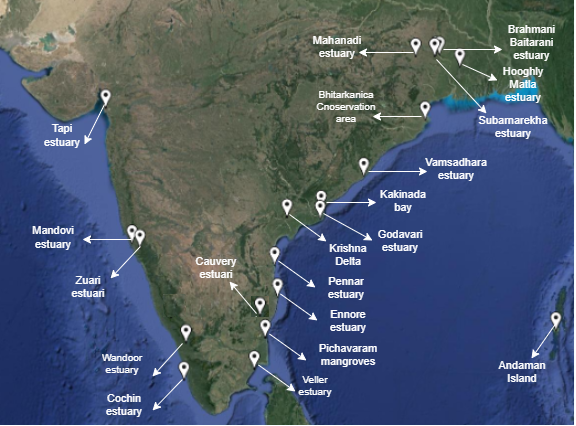 Brahmani
Baitarani
estuary
Mahanadi
estuary
Hooghly
Matla
estuary
Bhitarkanica
Cnoservation
area
Subamarekha
estuary
Tapi
estuary
Vamsadhara
estuary
Kakinada
bay
Mandovi
estuary
Godavari
estuary
Krishna
Delta
Cauvery
estuari
Zuari
estuari
Pennar
estuary
Ennore
estuary
Pichavaram
mangroves
Wandoor
estuary
Andaman
Island
Veller
estuary
Cochin
estuary